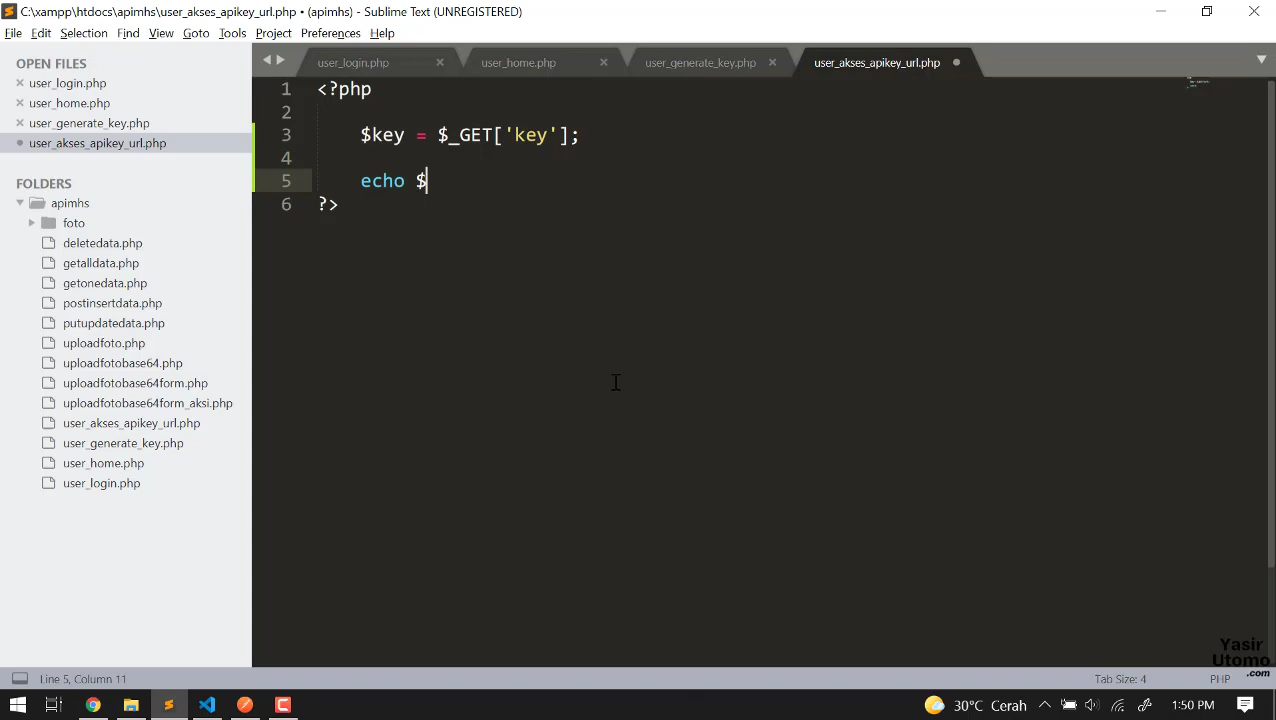 C:\xampp\htdocs\apimhs\user_akses_apikey_url.php • (apimhs) - Sublime Text (UNREGISTERED)
File Edit Selection Find View Goto Tools Project Preferences Help
OPEN FILES
user_login.php
user_home.php
user_generate_key.php
user_akses_apikey_url.php
FOLDERS
apimhs
foto
deletedata.php
getalldata.php
getonedata.php
postinsertdata.php
putupdatedata.php
uploadfoto.php
uploadfotobase64.php
uploadfotobase64form.php
uploadfotobase64form_aksi.php
user_akses_apikey_url.php
user_generate_key.php
user_home.php
user_login.php
user_login.php user_home.php user_generate_key.php user_akses_apikey_url.php
1 <?php
2
3 $key = $_GET['key'];
4
5 echo $
6 ?>
Yasir
Utomo
.com
Line 5, Column 11 Tab Size: 4 PHP
30°C Cerah 1:50 PM